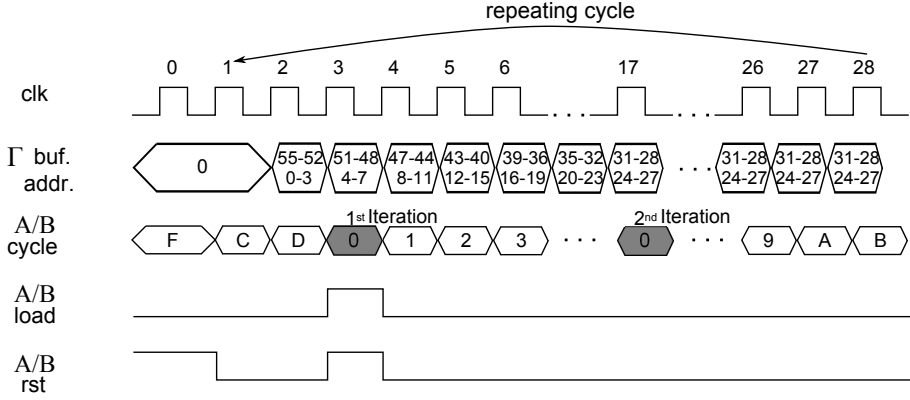 repeating cycle
0 1 2 3 4 5 6 17 26 27 28
clk
Γ buf. addr.
0
55-52 51-48 47-44 43-40 39-36 35-32 31-28 31-28 31-28 31-28
0-3 4-7 8-11 12-15 16-19 20-23 24-27 24-27 24-27 24-27
1st Iteration 2nd Iteration
A/B cycle
F C D 0 1 2 3 0 9 A B
A/B
load
A/B
rst